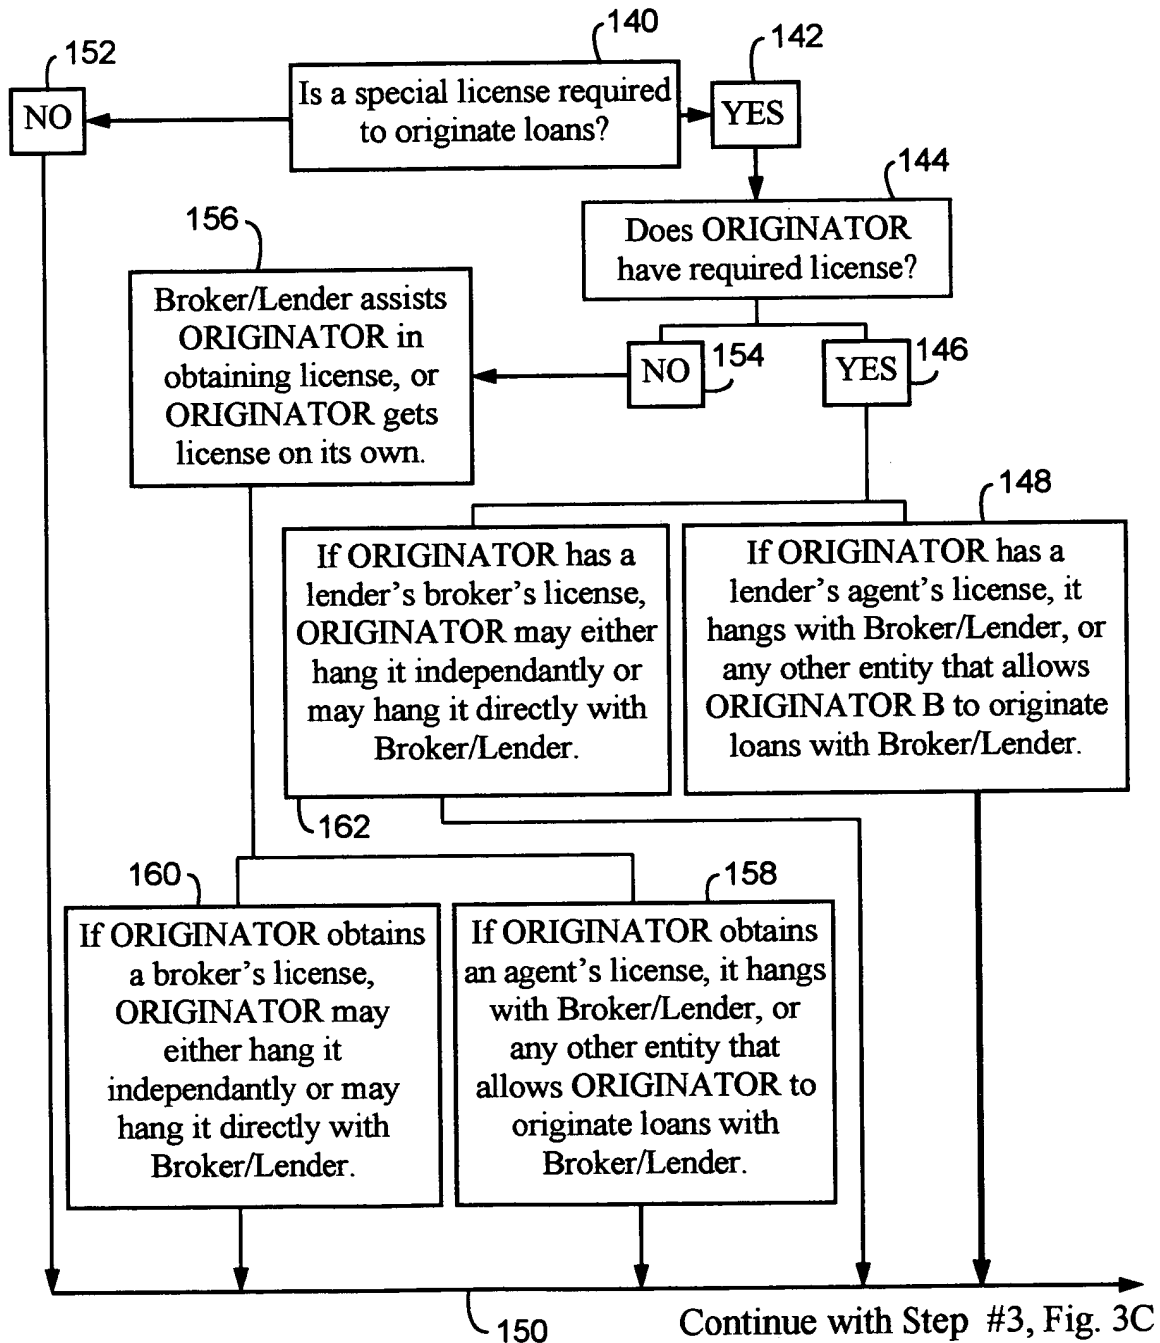 152
140
142
NO
Is a special license required
to originate loans?
YES
144
Does ORIGINATOR
have required license?
156
Broker/Lender assists
ORIGINATOR in
obtaining license, or
ORIGINATOR gets
license on its own.
NO
154
YES
146
148
If ORIGINATOR has a
lender's broker's license,
ORIGINATOR may either
hang it independantly or
may hang it directly with
Broker/Lender.
162
If ORIGINATOR has a
lender's agent's license, it
hangs with Broker/Lender, or
any other entity that allows
ORIGINATOR B to originate
loans with Broker/Lender.
160
If ORIGINATOR obtains
a broker's license,
ORIGINATOR may
either hang it
independantly or may
hang it directly with
Broker/Lender.
158
If ORIGINATOR obtains
an agent's license, it hangs
with Broker/Lender, or
any other entity that
allows ORIGINATOR to
originate loans with
Broker/Lender.
150
Continue with Step #3, Fig. 3C